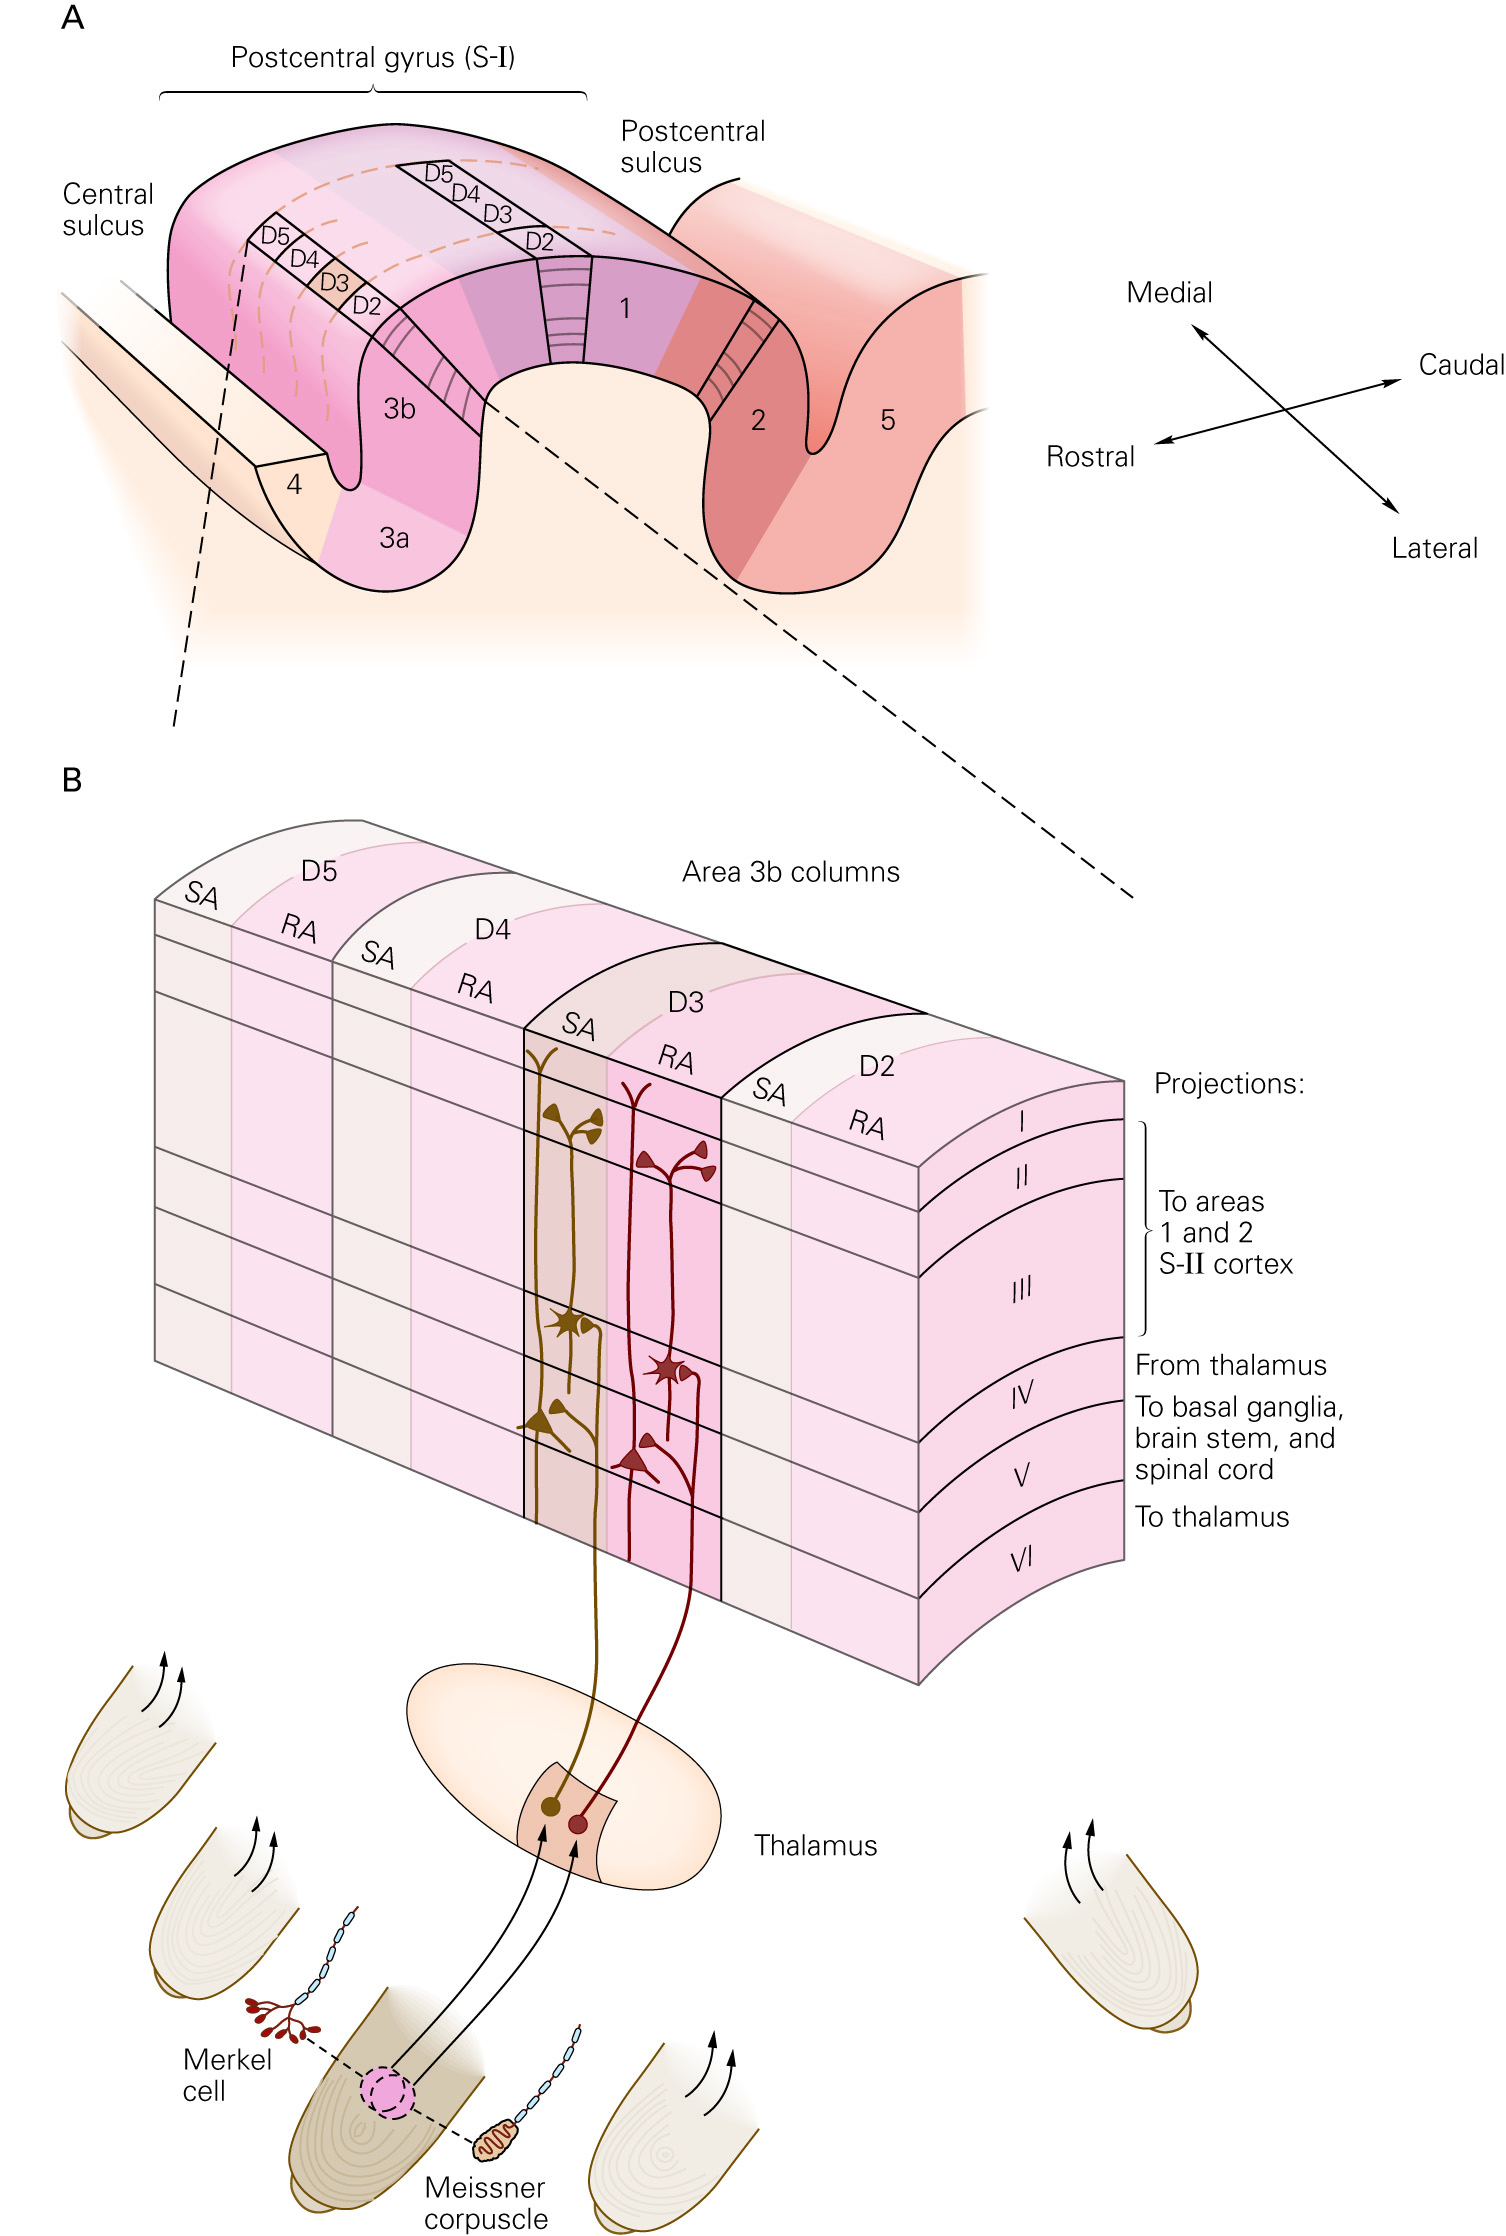 A
Postcentral gyrus (S-I)
Postcentral
sulcus
Central
sulcus
D5
D4
D3
D2
D5
D4
D3
D2
1
3b
2
5
4
3a
Medial
Caudal
Rostral
Lateral
B
Area 3b columns
D5
SA
RA
D4
SA
RA
D3
SA
RA
D2
SA
RA
Projections:
I
II
III
IV
V
VI
To areas
1 and 2
S-II cortex
From thalamus
To basal ganglia,
brain stem, and
spinal cord
To thalamus
Thalamus
Merkel
cell
Meissner
corpuscle